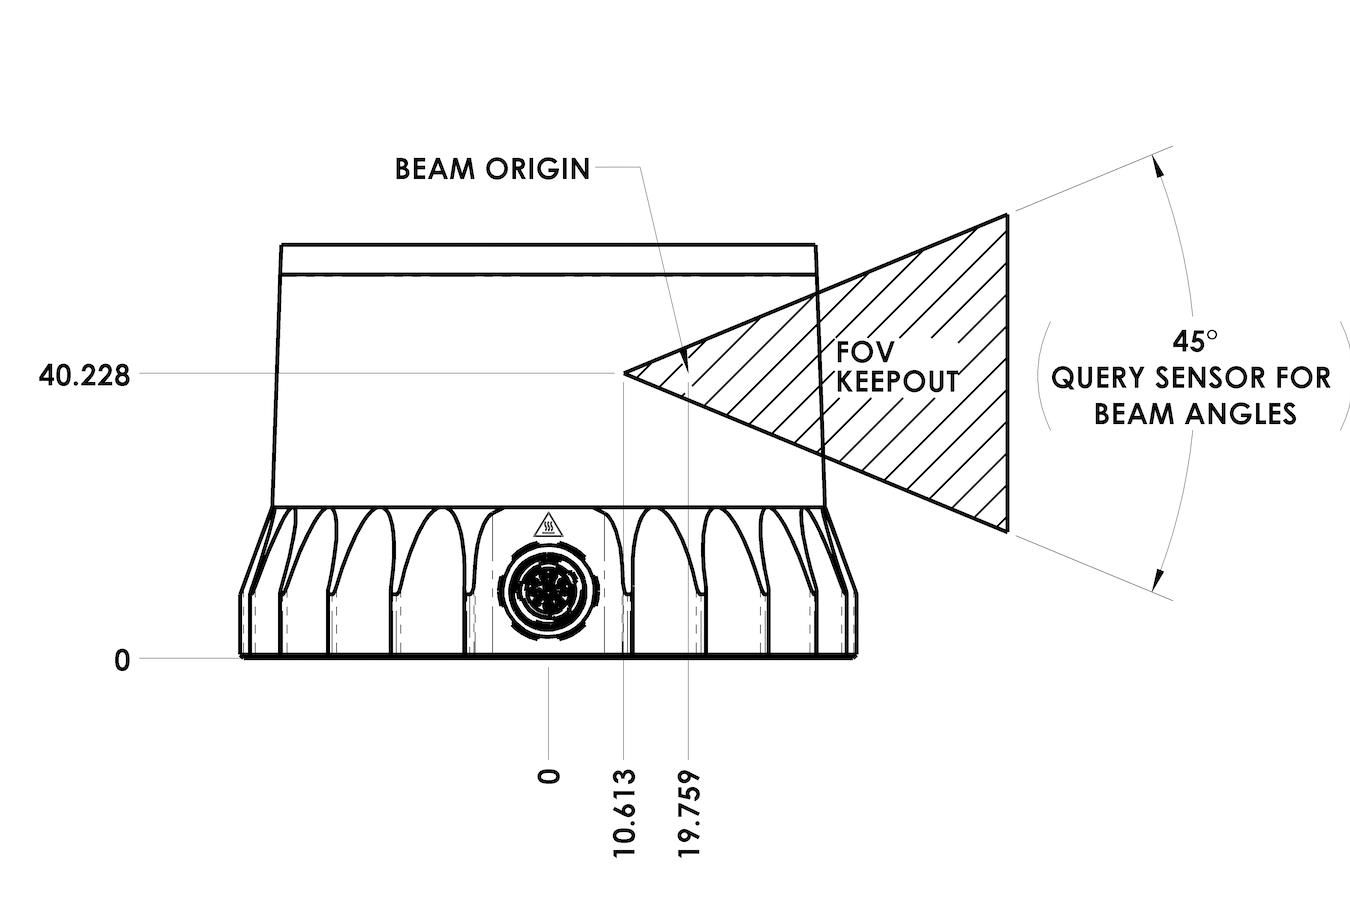 BEAM ORIGIN
FOV
KEEPOUT
45°
QUERY SENSOR FOR
BEAM ANGLES
40.228
0
0
10.613
19.759